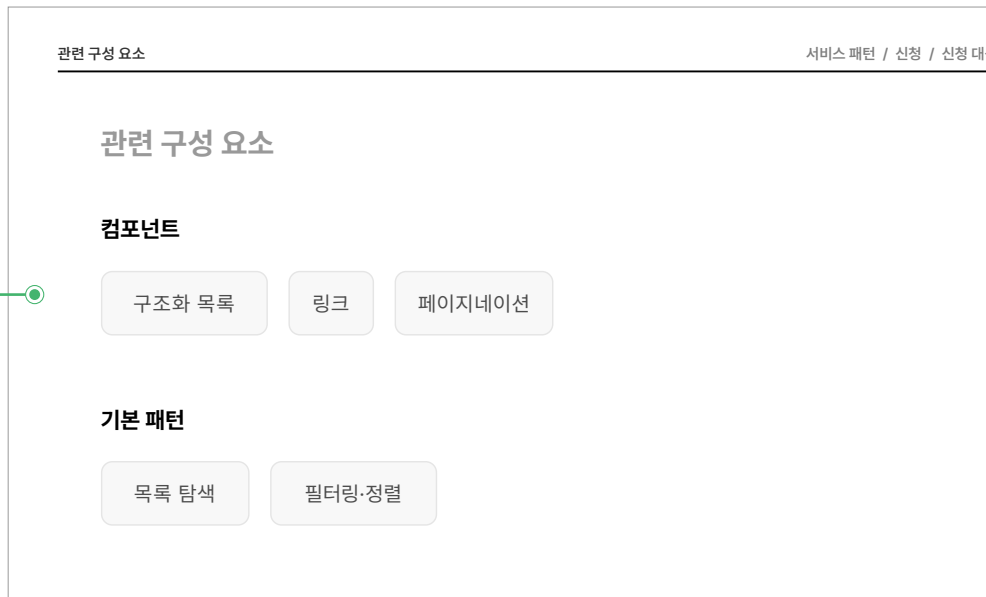 관련 구성 요소
서비스 패턴 / 신청 / 신청
관련 구성 요소
컴포넌트
구조화 목록
링크
페이지네이션
기본 패턴
목록 탐색
필터링·정렬